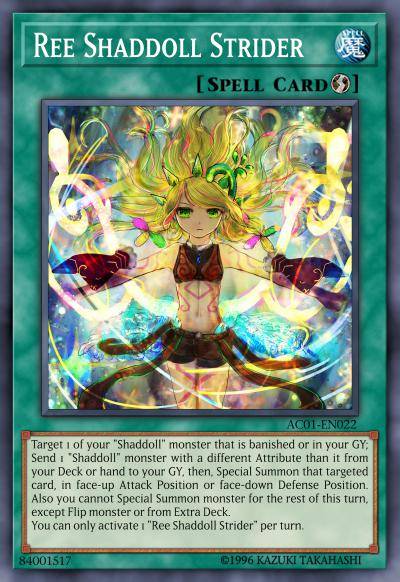 REE SHADDOLL STRIDER
SPELL
魔
[SPELL CARD]
AC01-EN022
Target 1 of your "Shaddoll" monster that is banished or in your GY;
Send 1 "Shaddoll" monster with a different Attribute than it from
your Deck or hand to your GY, then, Special Summon that targeted
card, in face-up Attack Position or face-down Defense Position.
Also you cannot Special Summon monster for the rest of this turn,
except Flip monster or from Extra Deck.
You can only activate 1 "Ree Shaddoll Strider" per turn.
84001517
©1996 KAZUKI TAKAHASHI